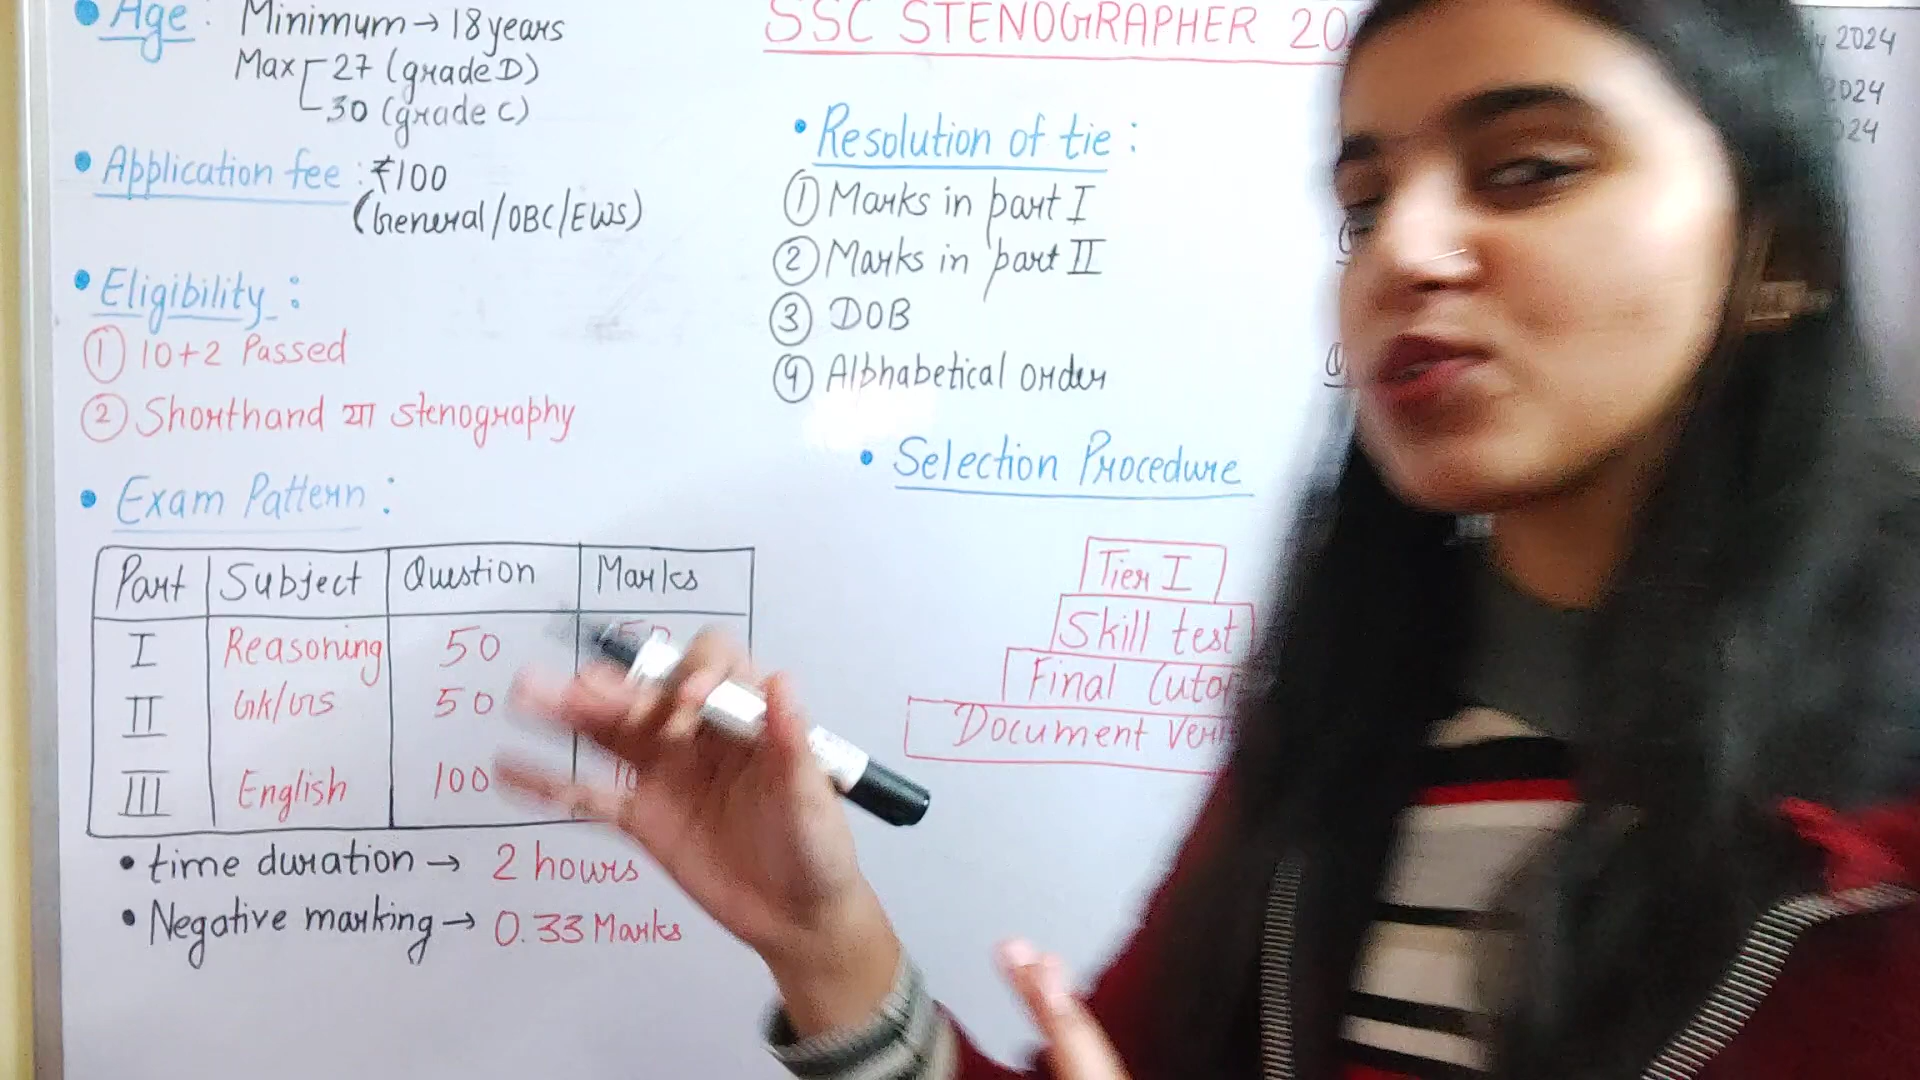 • Age : Minimum → 18 years
Max 27 (grade D)
30 (grade C)
• Application fee : ₹100
(General/OBC/EWS)
• Eligibility :
① 10+2 Passed
② Shorthand या stenography
• Exam Pattern :
Part Subject Question Marks
I Reasoning 50 50
II GK/GS 50
III English 100
• time duration → 2 hours
• Negative marking → 0.33 Marks
SSC STENOGRAPHER
• Resolution of tie :
① Marks in part I
② Marks in part II
③ DOB
④ Alphabetical order
• Selection Procedure
Tier I
Skill test
Final
Document
2024
2024